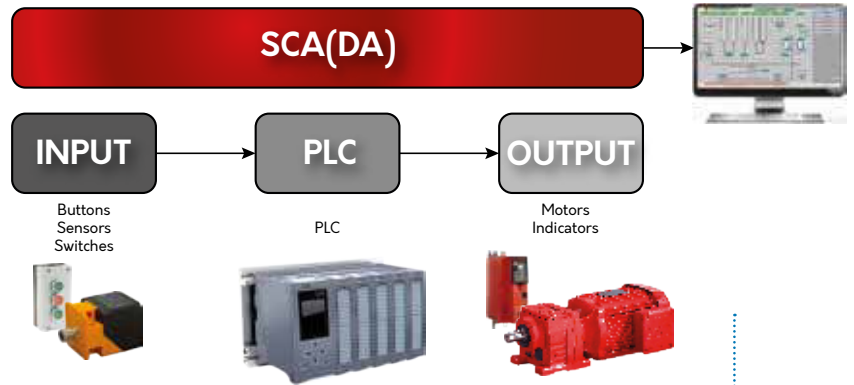 SCA(DA)
INPUT
PLC
OUTPUT
Buttons
Sensors
Switches
PLC
Motors
Indicators